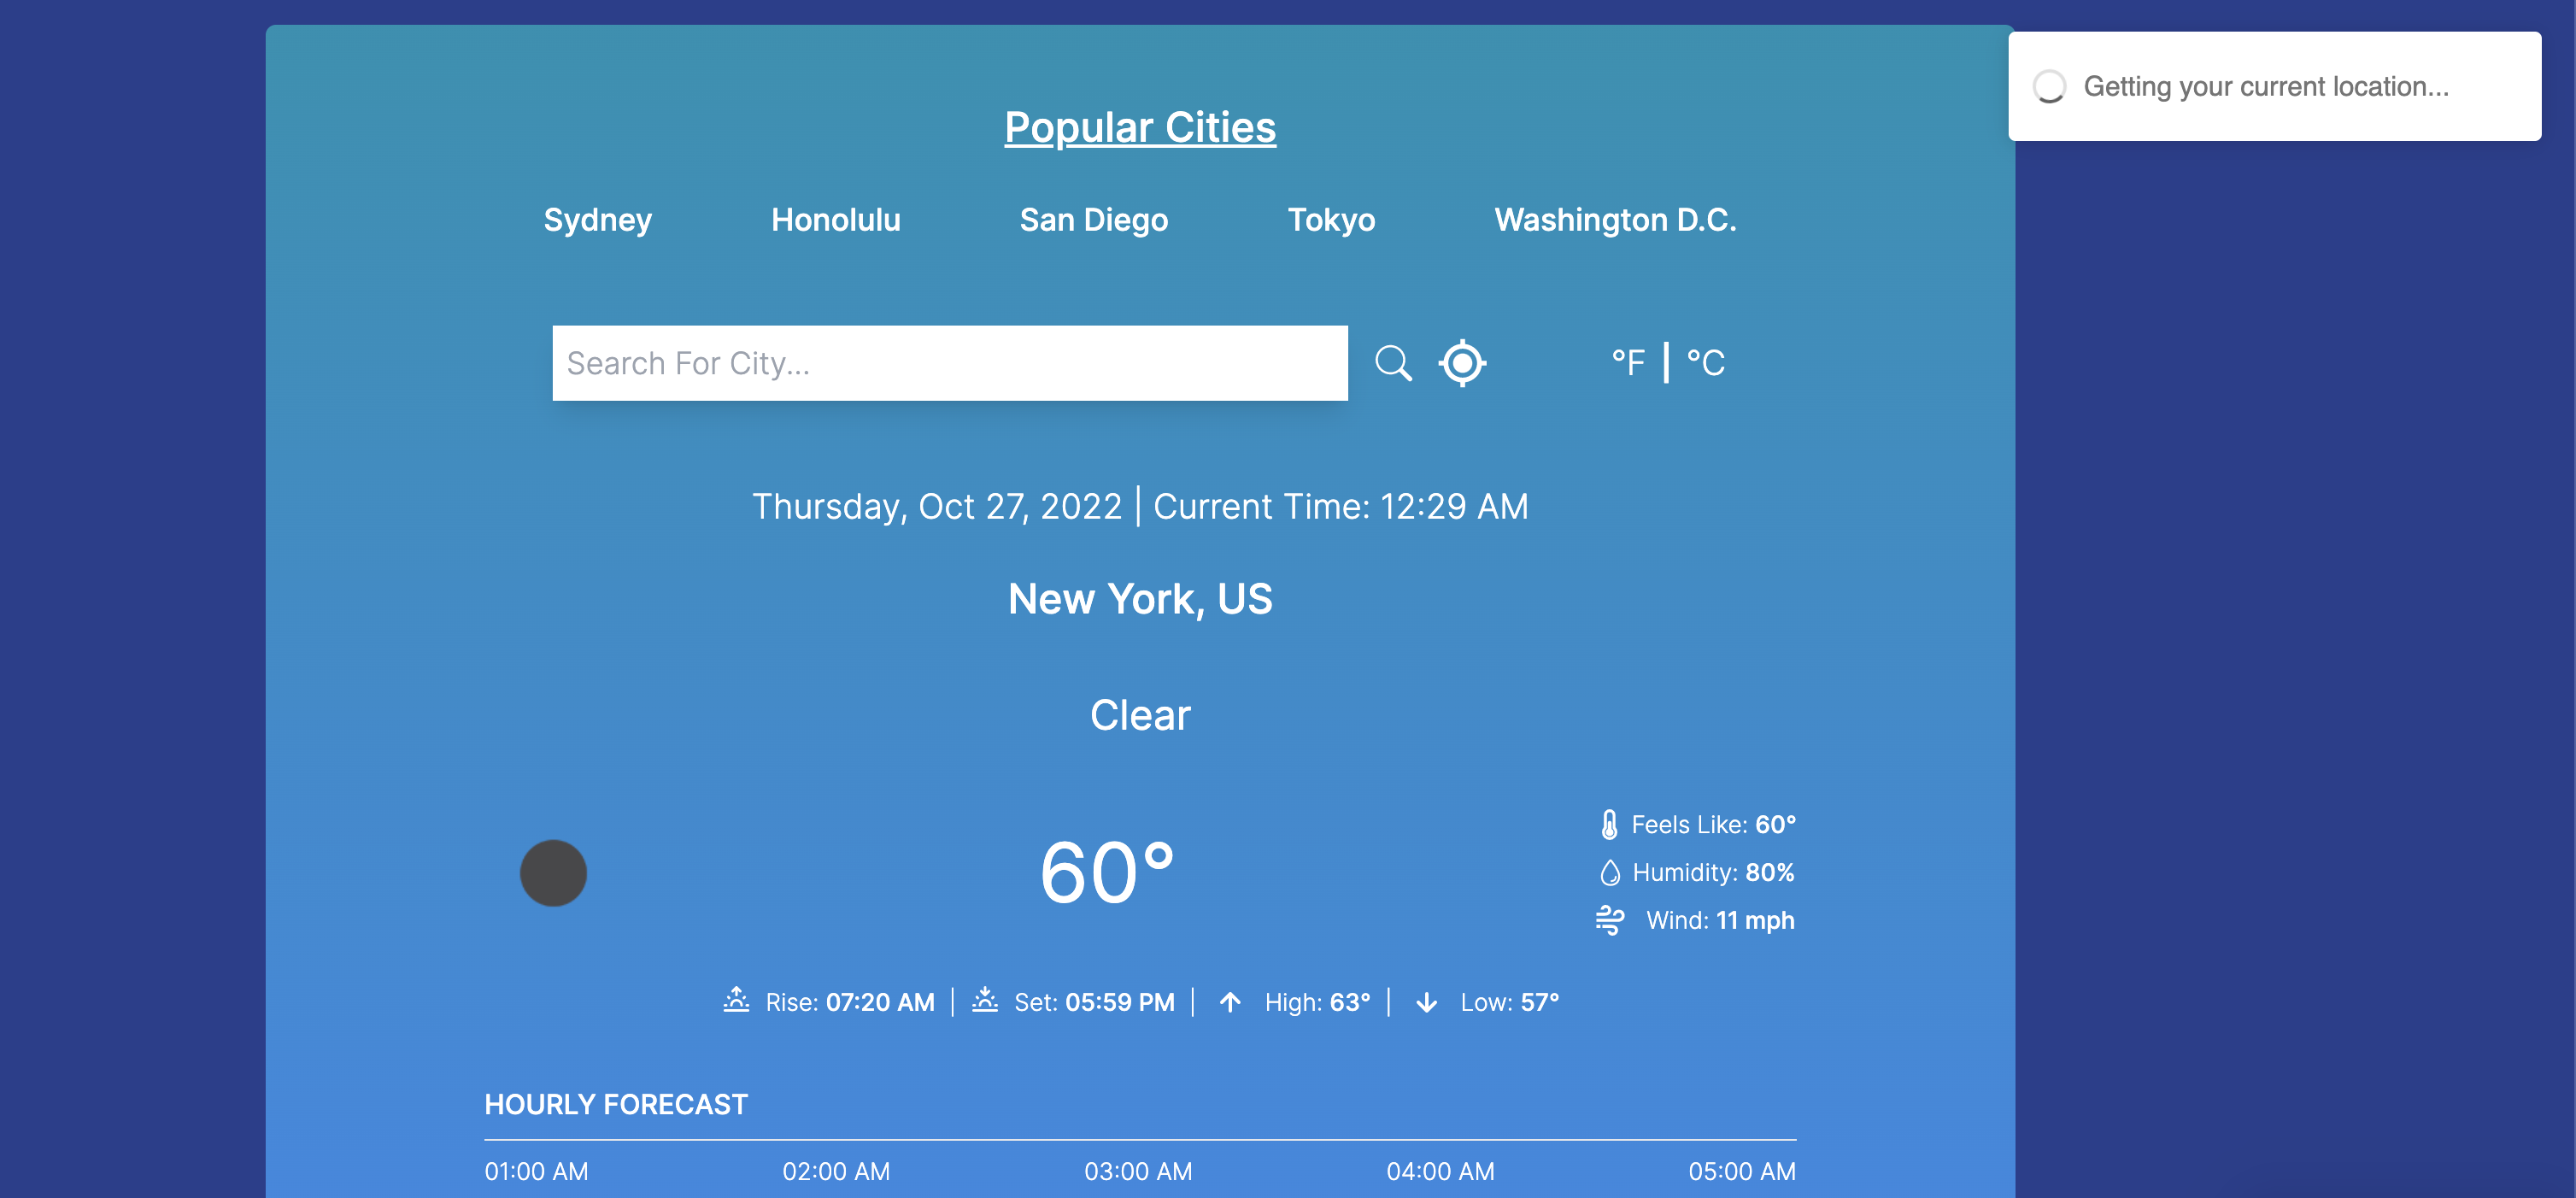 Getting your current location...
Popular Cities
Sydney Honolulu San Diego Tokyo Washington D.C.
Search For City... °F | °C
Thursday, Oct 27, 2022 | Current Time: 12:29 AM
New York, US
Clear
60°
Feels Like: 60°
Humidity: 80%
Wind: 11 mph
Rise: 07:20 AM | Set: 05:59 PM | High: 63° | Low: 57°
HOURLY FORECAST
01:00 AM 02:00 AM 03:00 AM 04:00 AM 05:00 AM